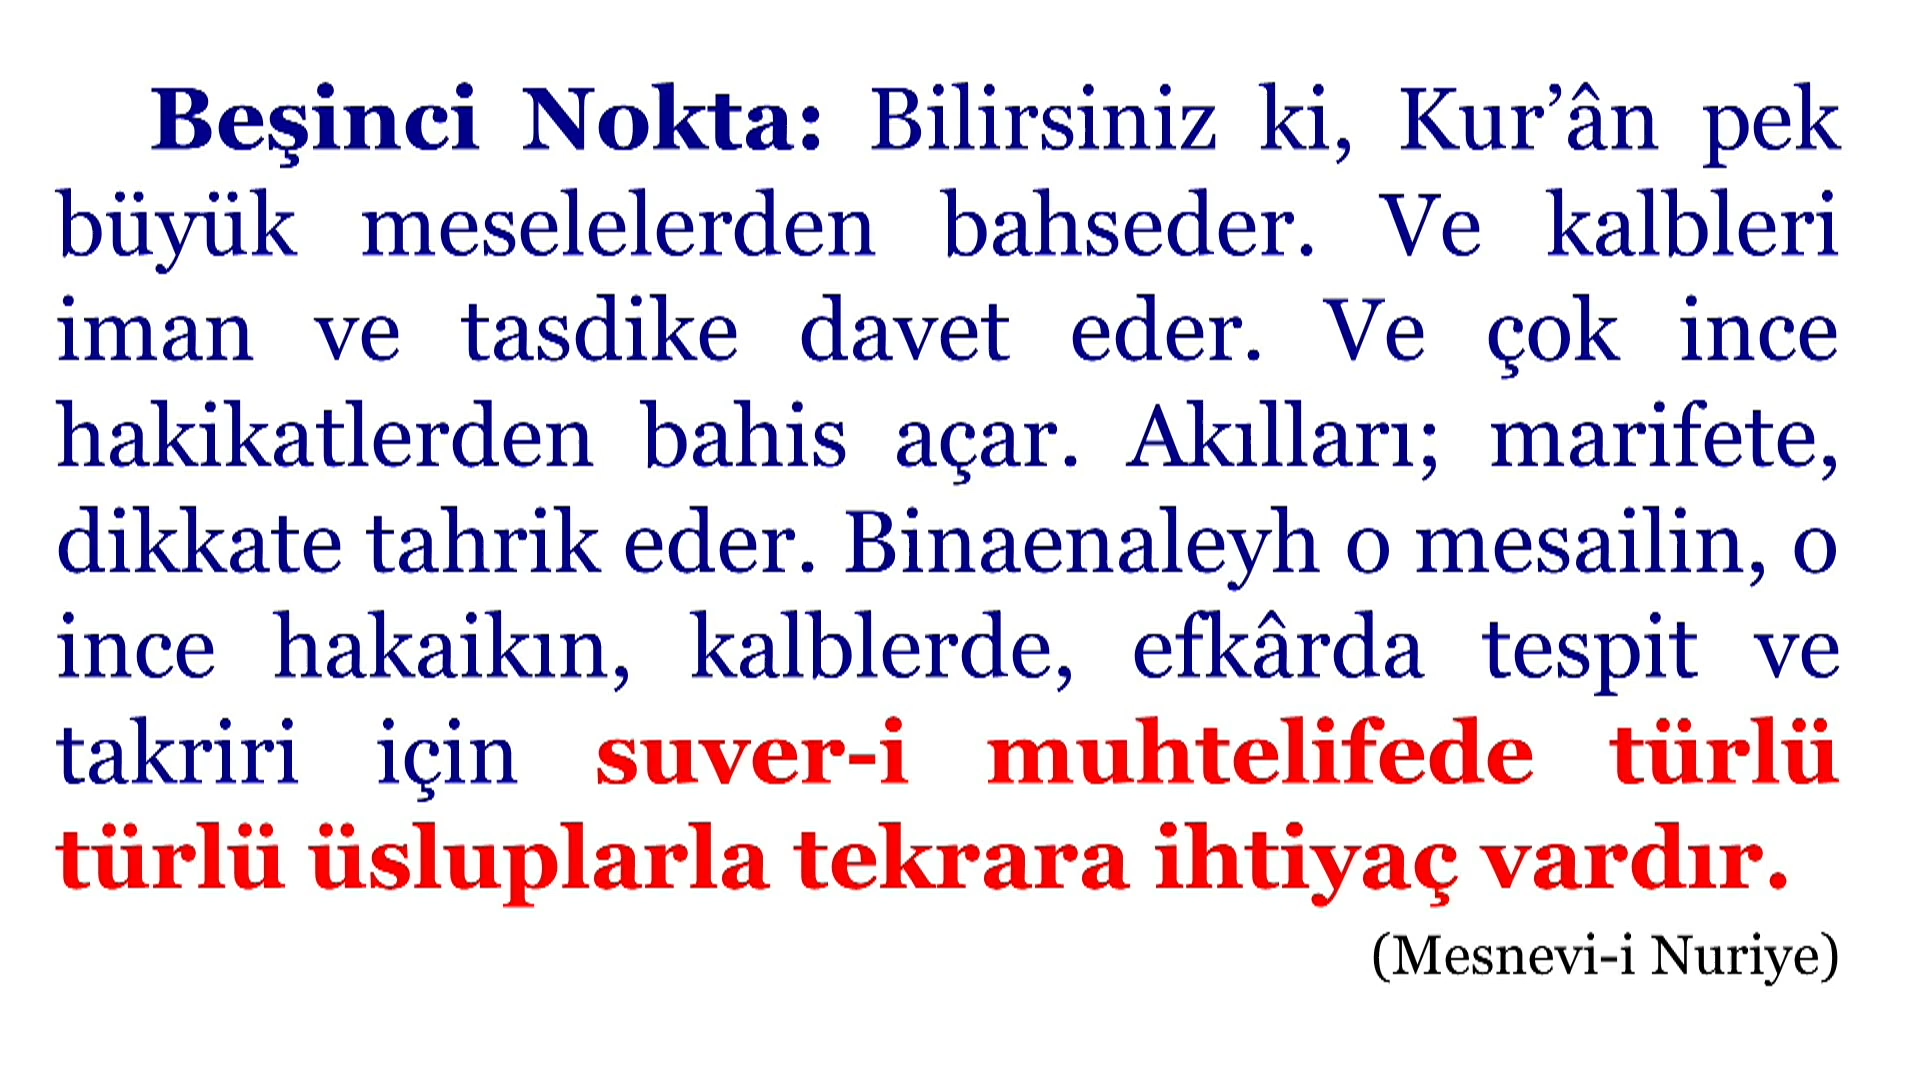 Beşinci Nokta: Bilirsiniz ki, Kur’ân pek
büyük meselelerden bahseder. Ve kalbleri
iman ve tasdike davet eder. Ve çok ince
hakikatlerden bahis açar. Akılları; marifete,
dikkate tahrik eder. Binaenaleyh o mesailin, o
ince hakaikın, kalblerde, efkârda tespit ve
takriri için suver-i muhtelifede türlü
türlü üsluplarla tekrara ihtiyaç vardır.
(Mesnevi-i Nuriye)